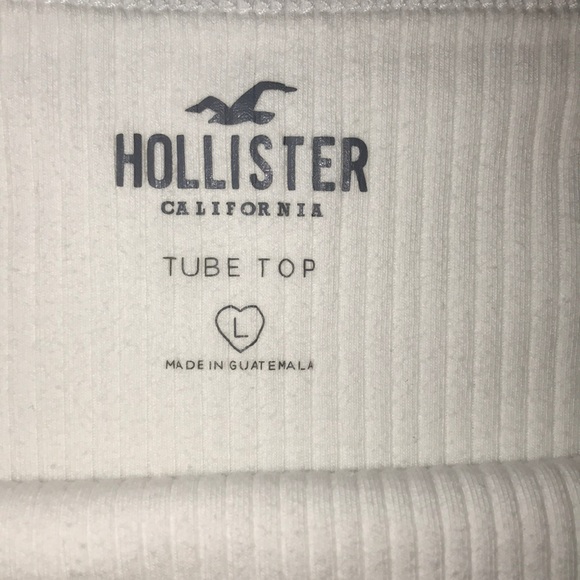 HOLLISTER
CALIFORNIA
TUBE TOP
L
MADE IN GUATEMALA